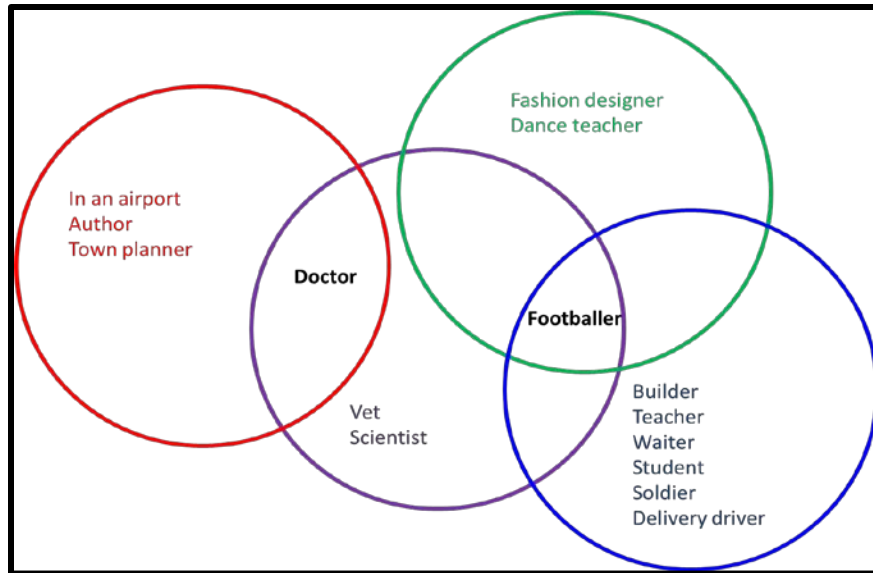 Fashion designer
Dance teacher
In an airport
Author
Town planner
Doctor
Footballer
Vet
Scientist
Builder
Teacher
Waiter
Student
Soldier
Delivery driver